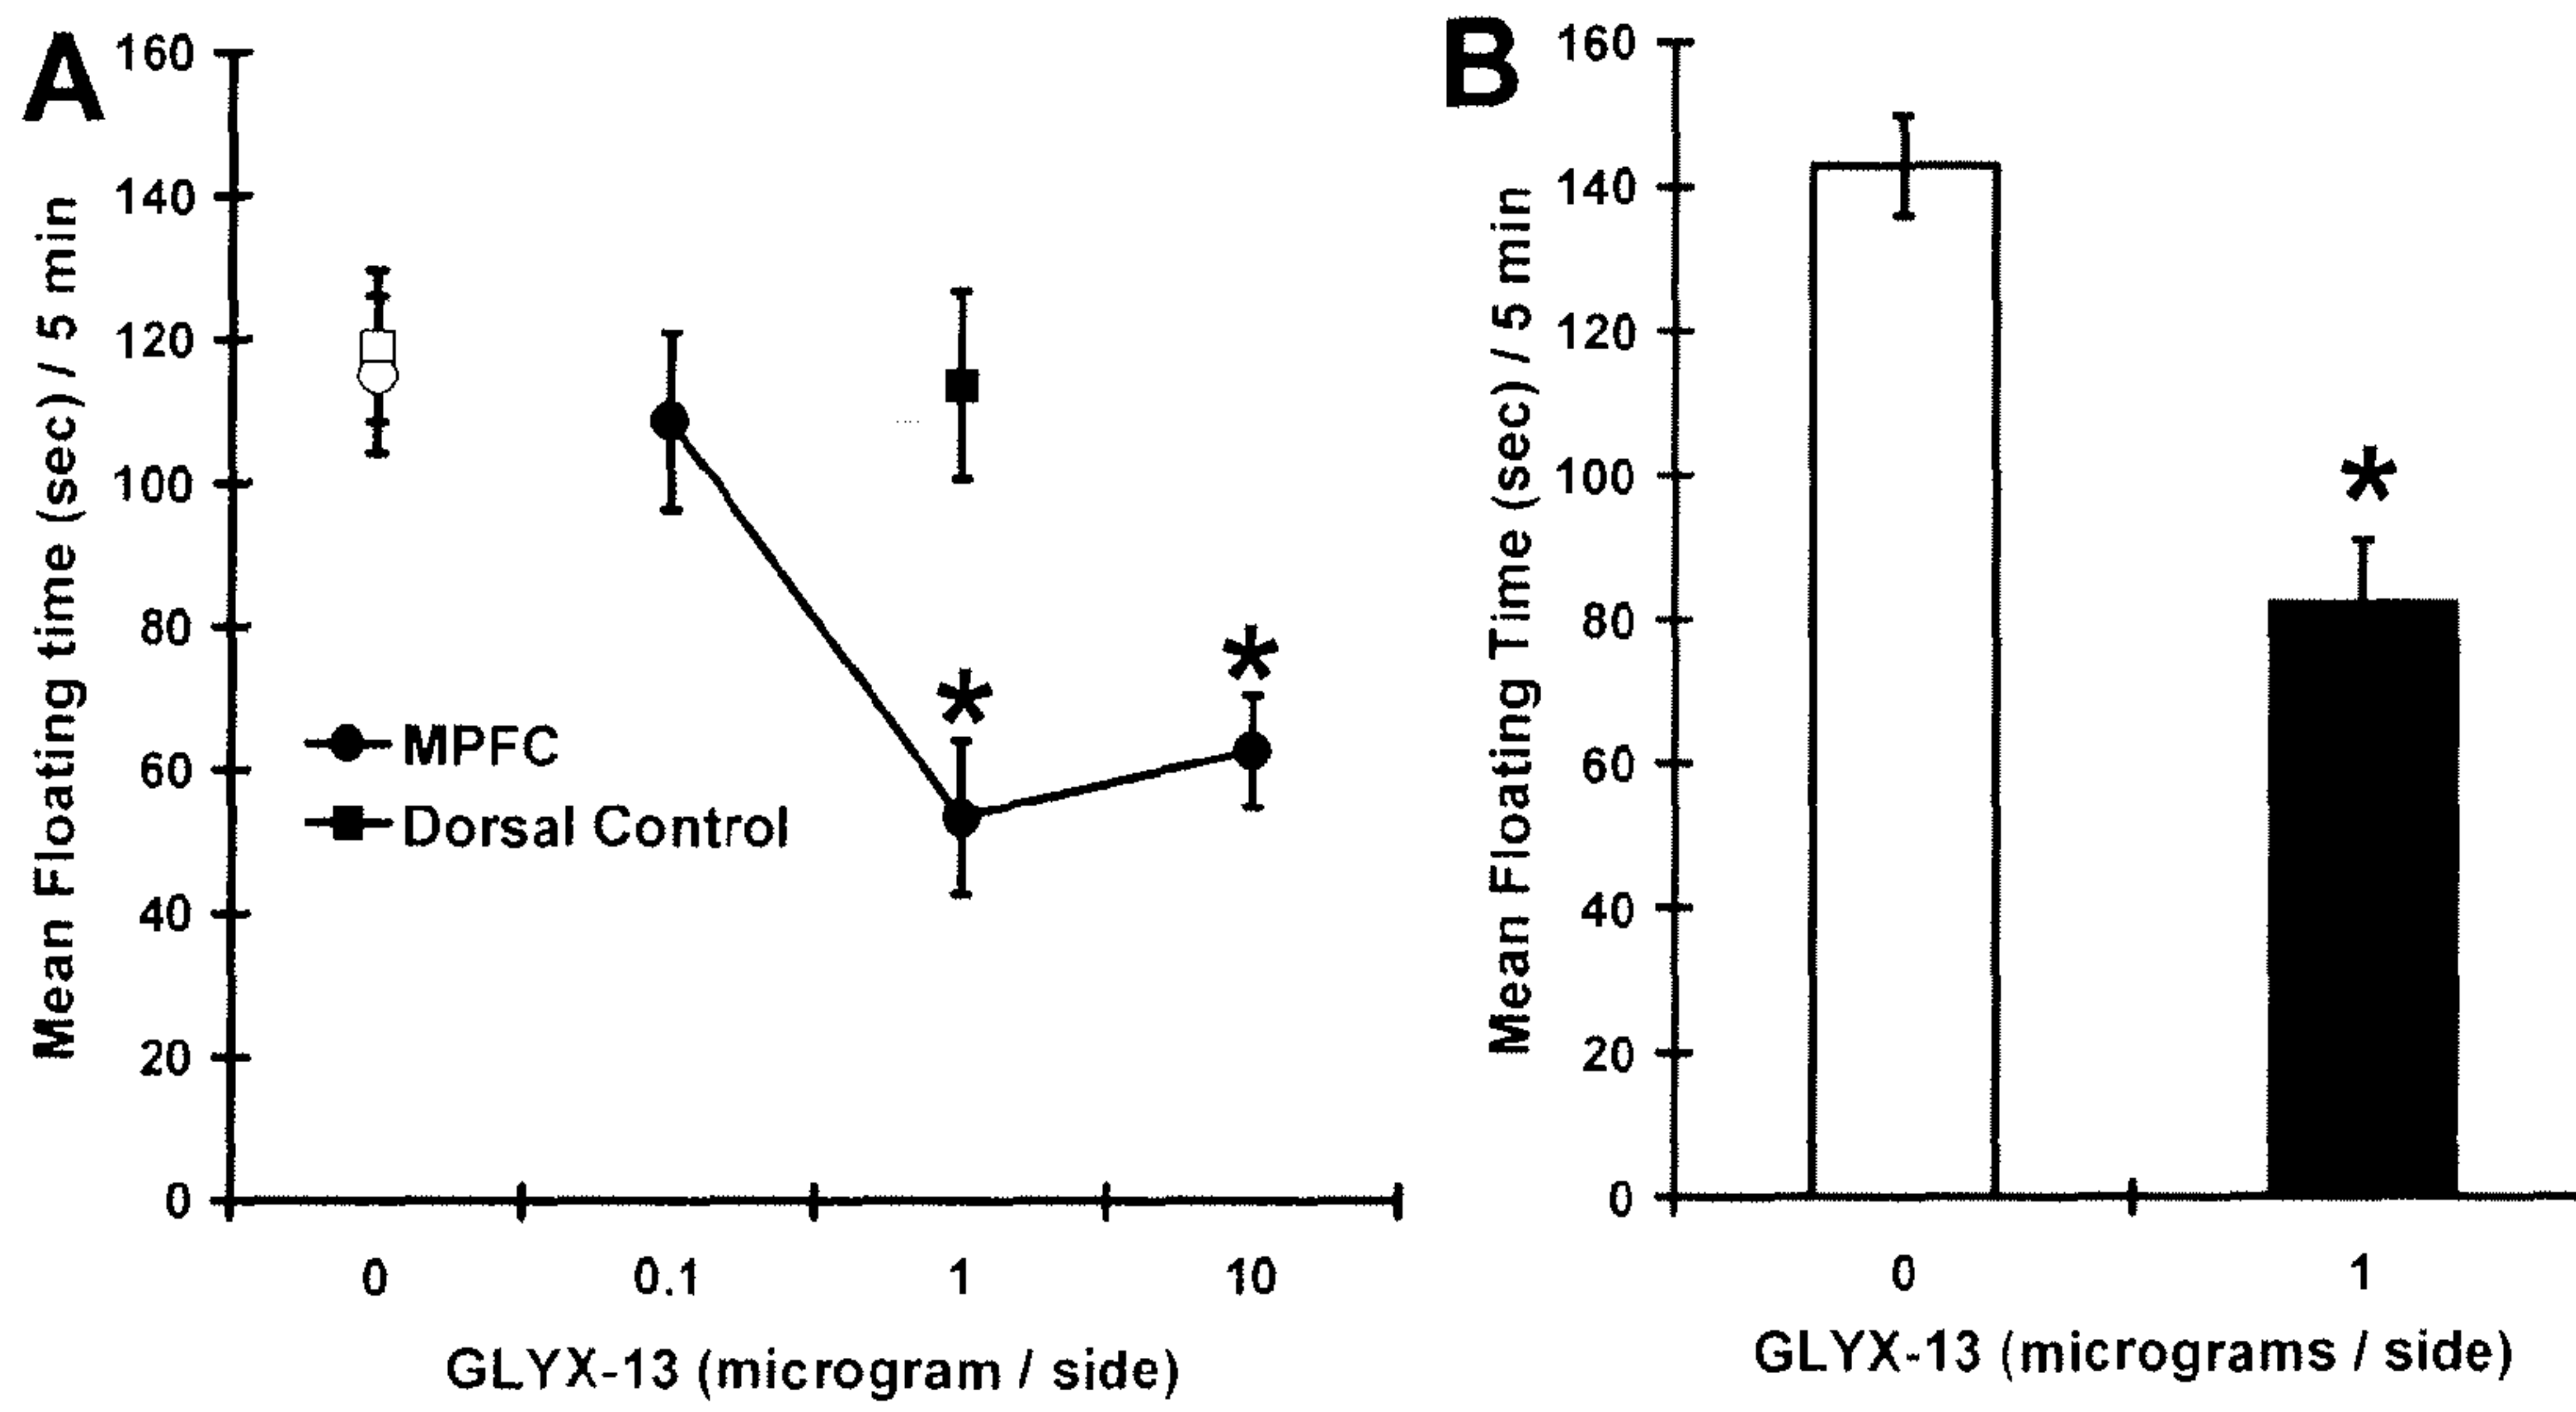 A
160
140
120
100
80
60
40
20
0
Mean Floating time (sec) / 5 min
MPFC
Dorsal Control
*
*
0 0.1 1 10
GLYX-13 (microgram / side)
B
160
140
120
100
80
60
40
20
0
Mean Floating Time (sec) / 5 min
*
0 1
GLYX-13 (micrograms / side)